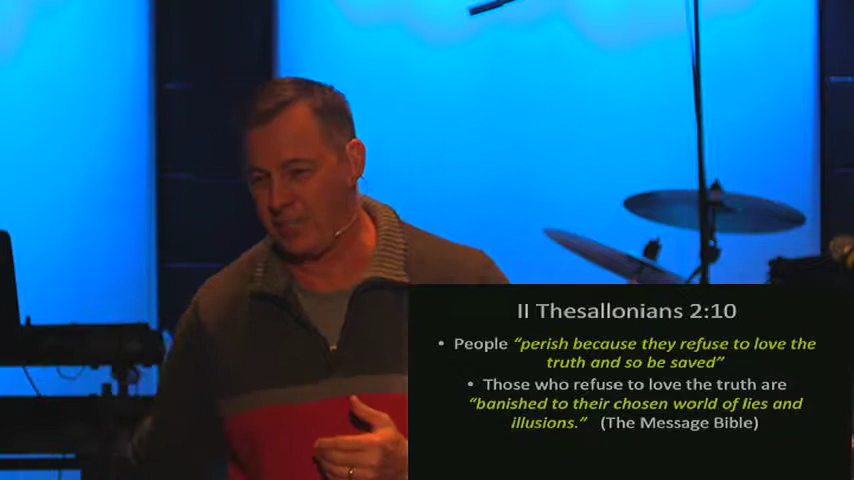 II Thesallonians 2:10
• People “perish because they refuse to love the
truth and so be saved”
• Those who refuse to love the truth are
“banished to their chosen world of lies and
illusions.” (The Message Bible)